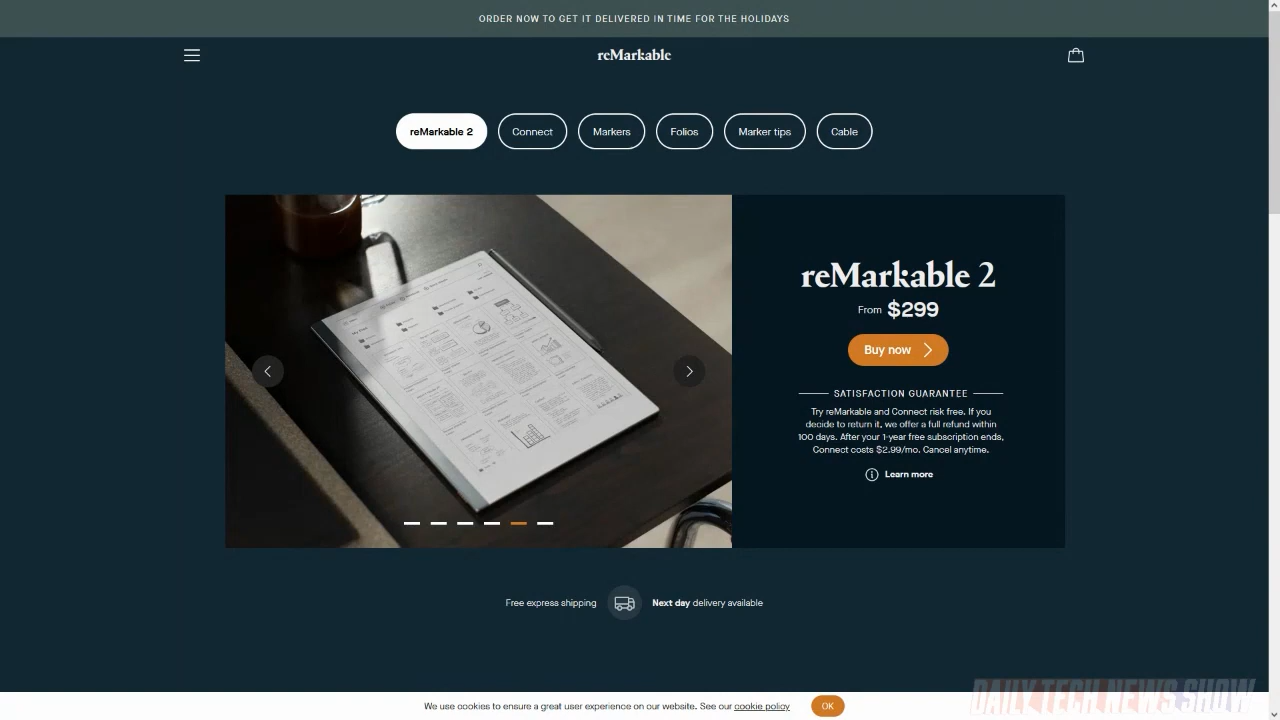 ORDER NOW TO GET IT DELIVERED IN TIME FOR THE HOLIDAYS
reMarkable
reMarkable 2
Connect
Markers
Folios
Marker tips
Cable
reMarkable 2
From $299
Buy now
SATISFACTION GUARANTEE
Try reMarkable and Connect risk free. If you
decide to return it, we offer a full refund within
100 days. After your 1-year free subscription ends,
Connect costs $2.99/mo. Cancel anytime.
Learn more
Free express shipping
Next day delivery available
We use cookies to ensure a great user experience on our website. See our cookie policy
OK
DAILY TECH NEWS SHOW